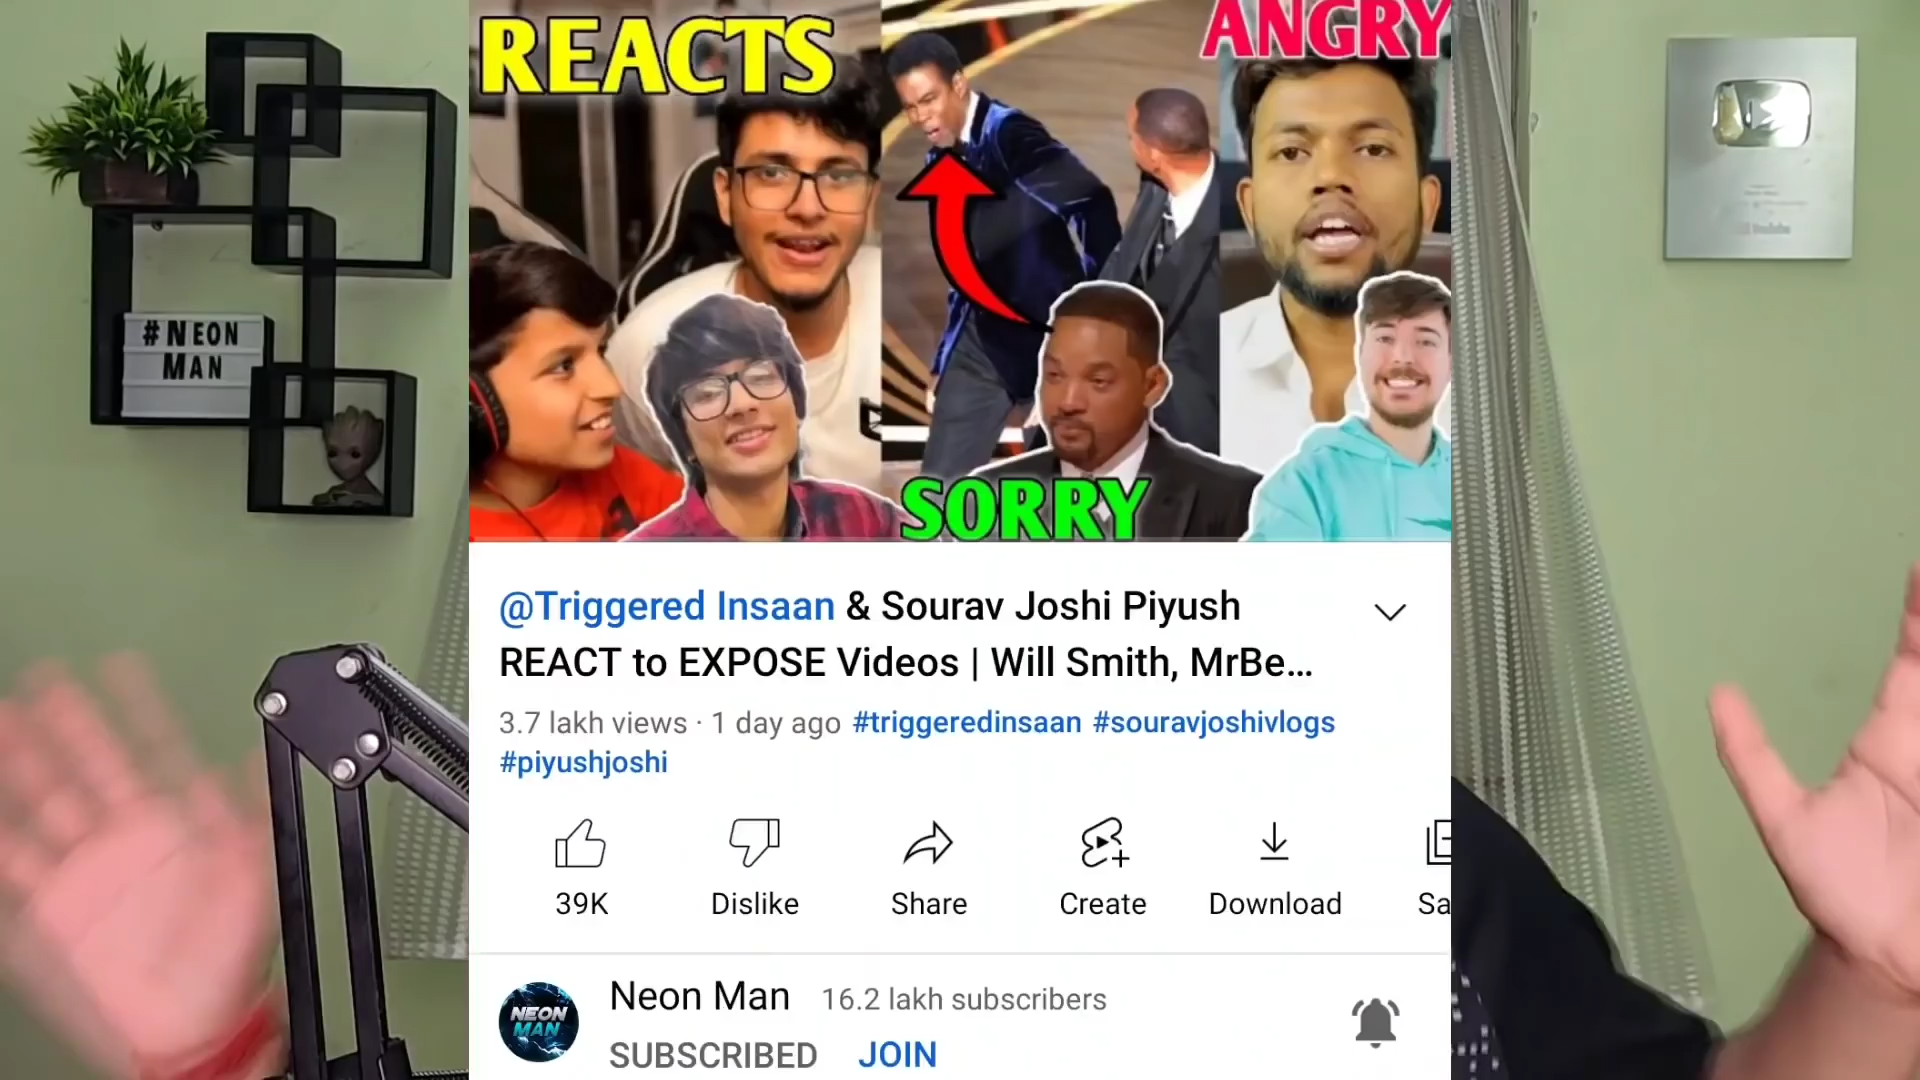 REACTS
ANGRY
SORRY
#NEON
MAN
@Triggered Insaan & Sourav Joshi Piyush
REACT to EXPOSE Videos | Will Smith, MrBe...
3.7 lakh views · 1 day ago #triggeredinsaan #souravjoshivlogs
#piyushjoshi
39K
Dislike
Share
Create
Download
Sa
NEON
MAN
Neon Man
16.2 lakh subscribers
SUBSCRIBED
JOIN